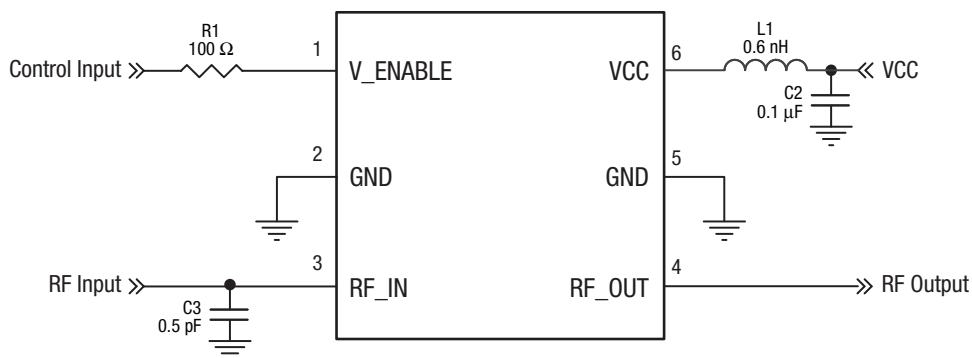 R1
100 Ω
Control Input
1
V_ENABLE
2
GND
3
RF Input
RF_IN
C3
0.5 pF
L1
0.6 nH
6
VCC
VCC
C2
0.1 μF
5
GND
4
RF_OUT
RF Output